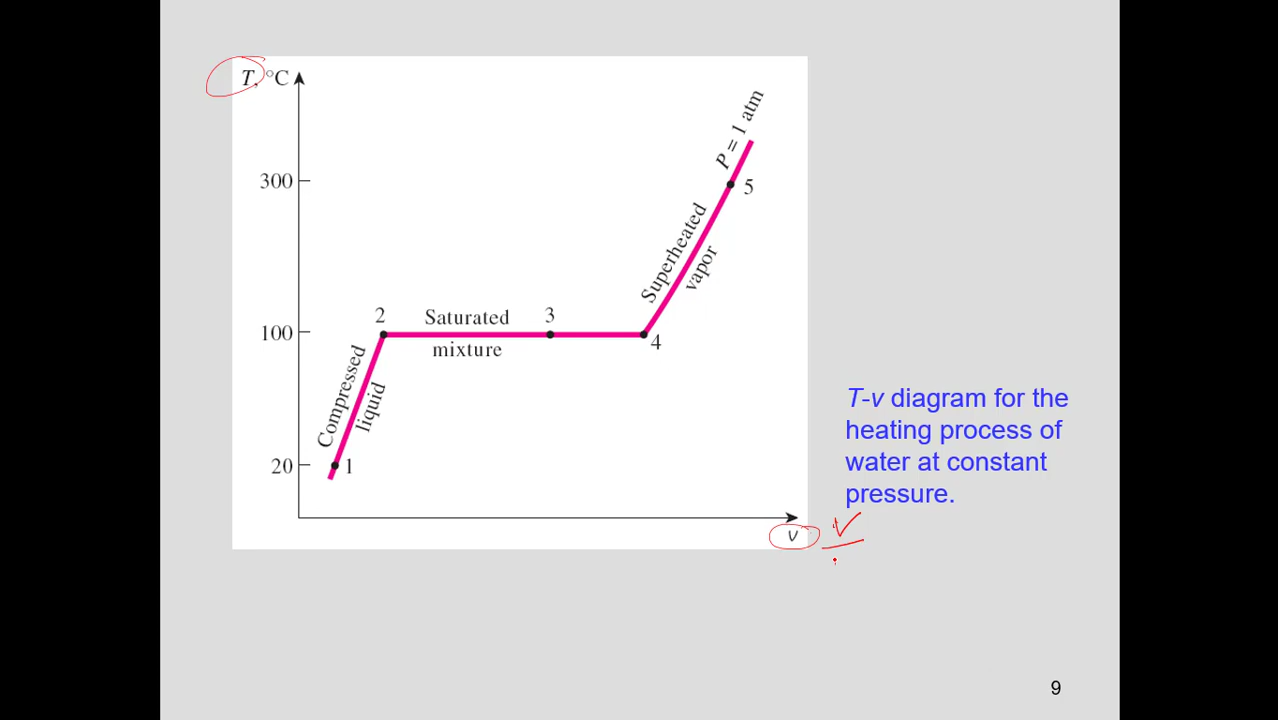 T, °C
300
100
20
1
2
3
4
5
Compressed
liquid
Saturated
mixture
Superheated
vapor
P = 1 atm
v
V
T-v diagram for the
heating process of
water at constant
pressure.
9